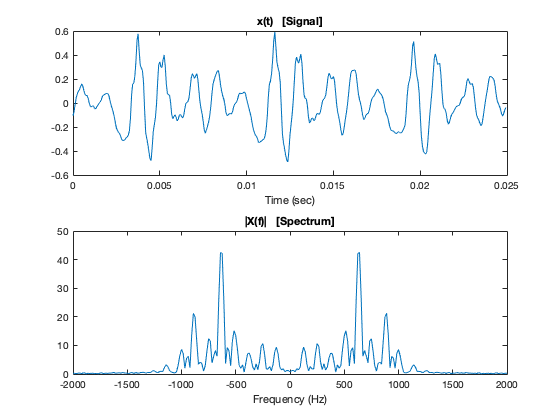 x(t) [Signal]
0.6
0.4
0.2
0
-0.2
-0.4
-0.6
0 0.005 0.01 0.015 0.02 0.025
Time (sec)
|X(f)| [Spectrum]
50
40
30
20
10
0
-2000 -1500 -1000 -500 0 500 1000 1500 2000
Frequency (Hz)